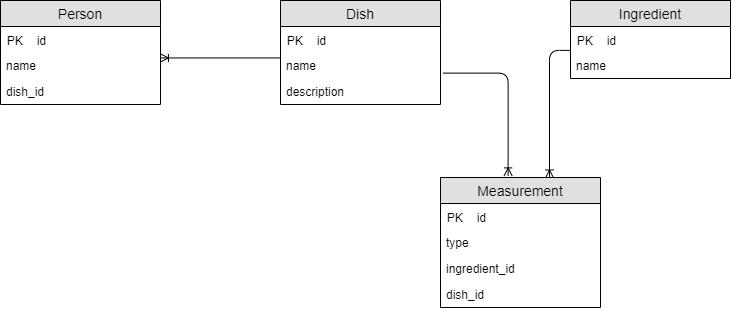 Person
PK id
name
dish_id
Dish
PK id
name
description
Ingredient
PK id
name
Measurement
PK id
type
ingredient_id
dish_id